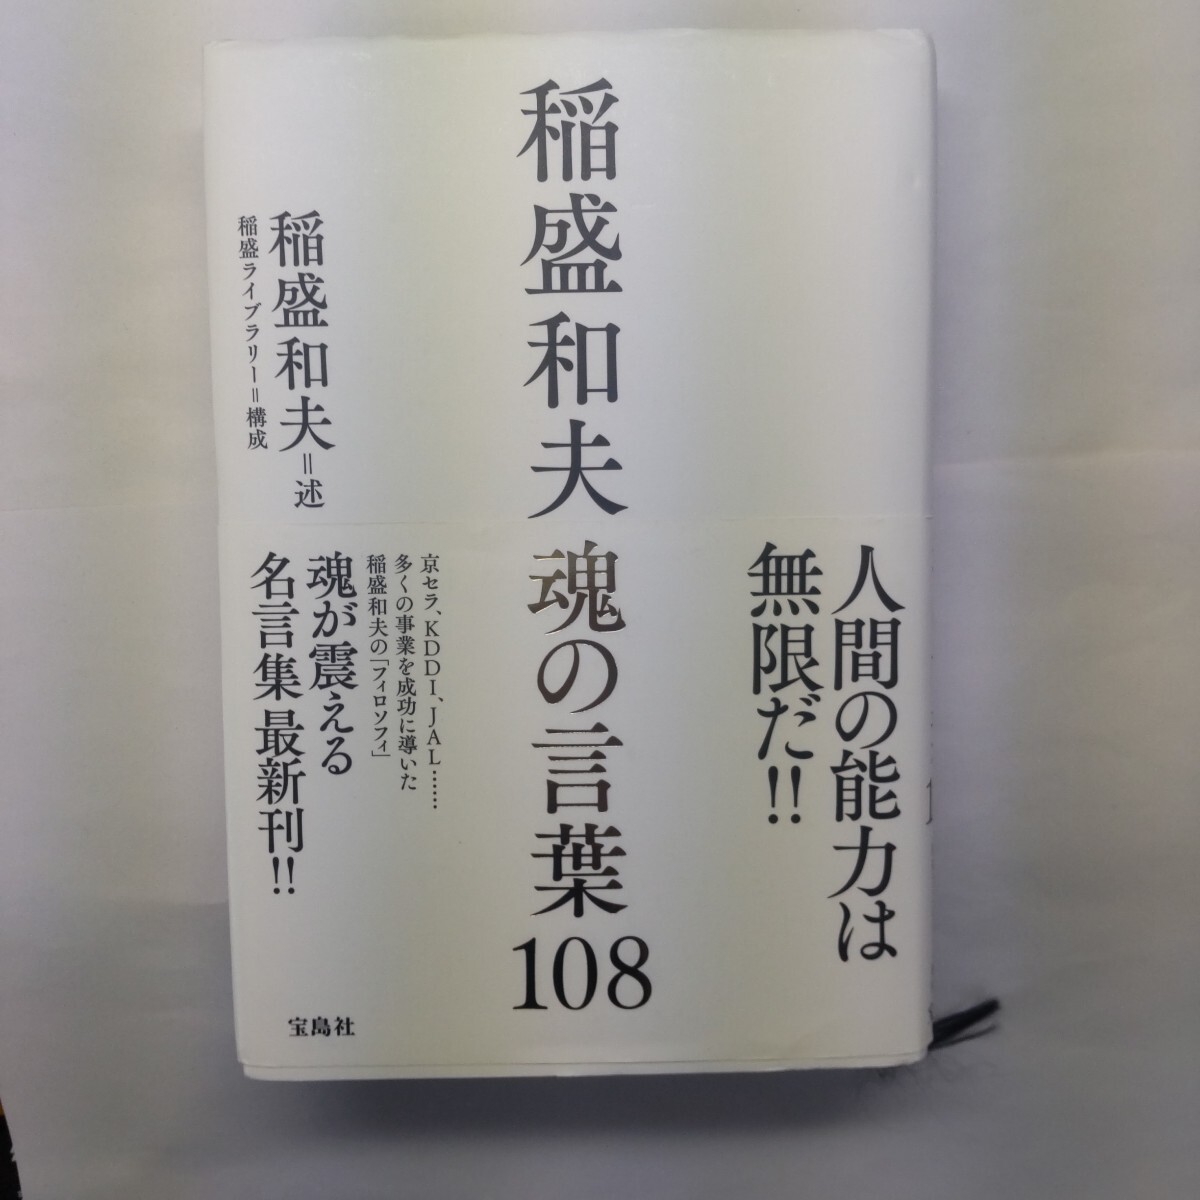 人間の能力は
無限だ!!
稲盛和夫 魂の言葉108
京セラ、KDDI、JAL……
多くの事業を成功に導いた
稲盛和夫の「フィロソフィ」
魂が震える
名言集 最新刊!!
稲盛和夫=述
稲盛ライブラリー=構成
宝島社